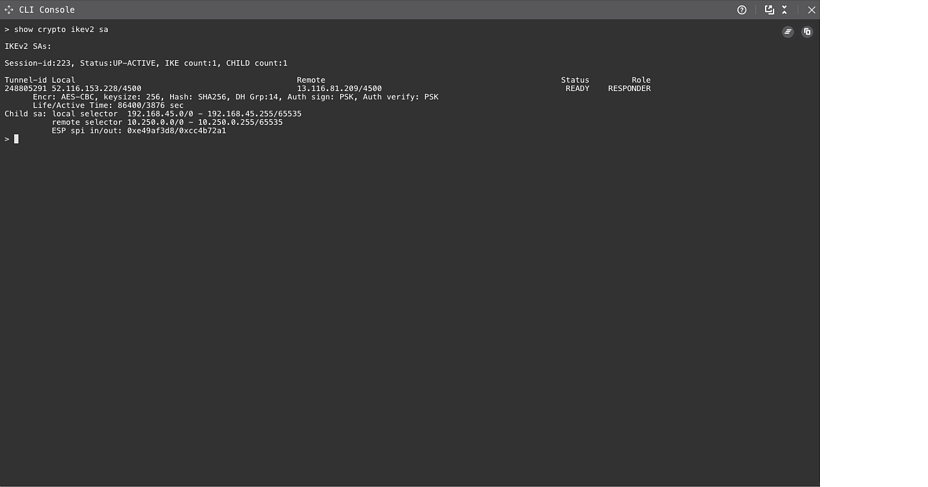 CLI Console
> show crypto ikev2 sa
IKEv2 SAs:
Session-id:223, Status:UP-ACTIVE, IKE count:1, CHILD count:1
Tunnel-id Local Remote Status Role
248805291 52.116.153.228/4500 13.116.81.209/4500 READY RESPONDER
Encr: AES-CBC, keysize: 256, Hash: SHA256, DH Grp:14, Auth sign: PSK, Auth verify: PSK
Life/Active Time: 86400/3876 sec
Child sa: local selector 192.168.45.0/0 - 192.168.45.255/65535
remote selector 10.250.0.0/0 - 10.250.0.255/65535
ESP spi in/out: 0xe49af3d8/0xcc4b72a1
>